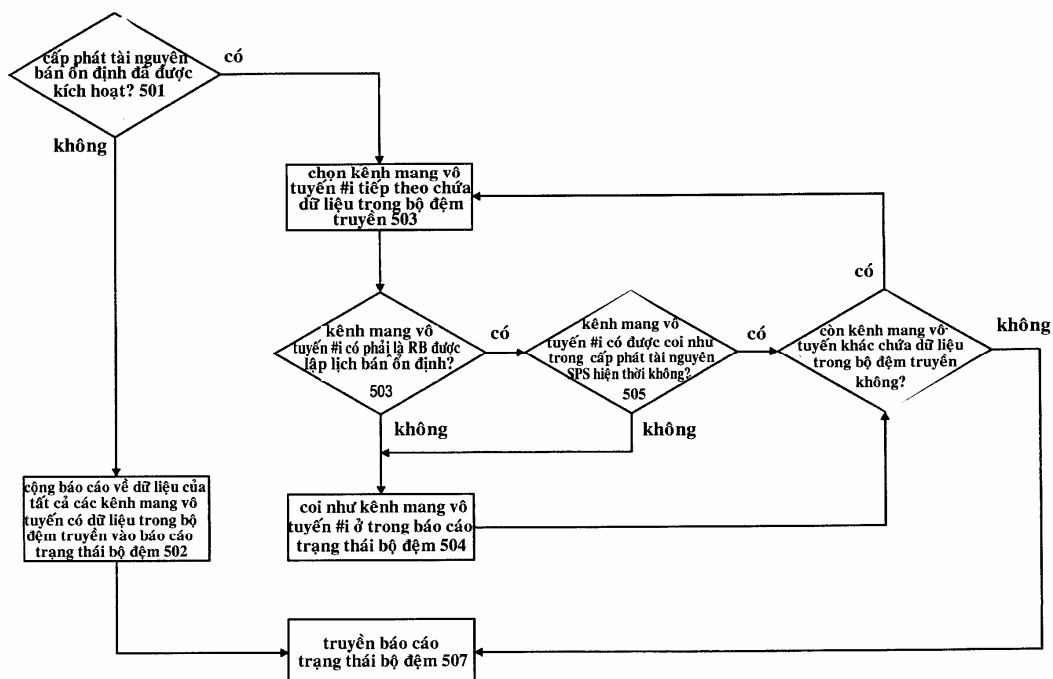 cấp phát tài nguyên
bán ổn định đã được
kích hoạt? 501
có
không
chọn kênh mang vô
tuyến #i tiếp theo chứa
dữ liệu trong bộ đệm
truyền 503
có
kênh mang vô
tuyến #i có phải là RB được
lập lịch bán ổn định?
503
có
không
kênh mang vô
tuyến #i có được coi như
trong cấp phát tài nguyên
SPS hiện thời không?
505
có
không
còn kênh mang vô
tuyến khác chứa dữ liệu
trong bộ đệm truyền
không?
không
cộng báo cáo về dữ liệu của
tất cả các kênh mang vô
tuyến có dữ liệu trong bộ
đệm truyền vào báo cáo
trạng thái bộ đệm 502
coi như kênh mang vô
tuyến #i ở trong báo cáo
trạng thái bộ đệm 504
truyền báo cáo
trạng thái bộ đệm 507